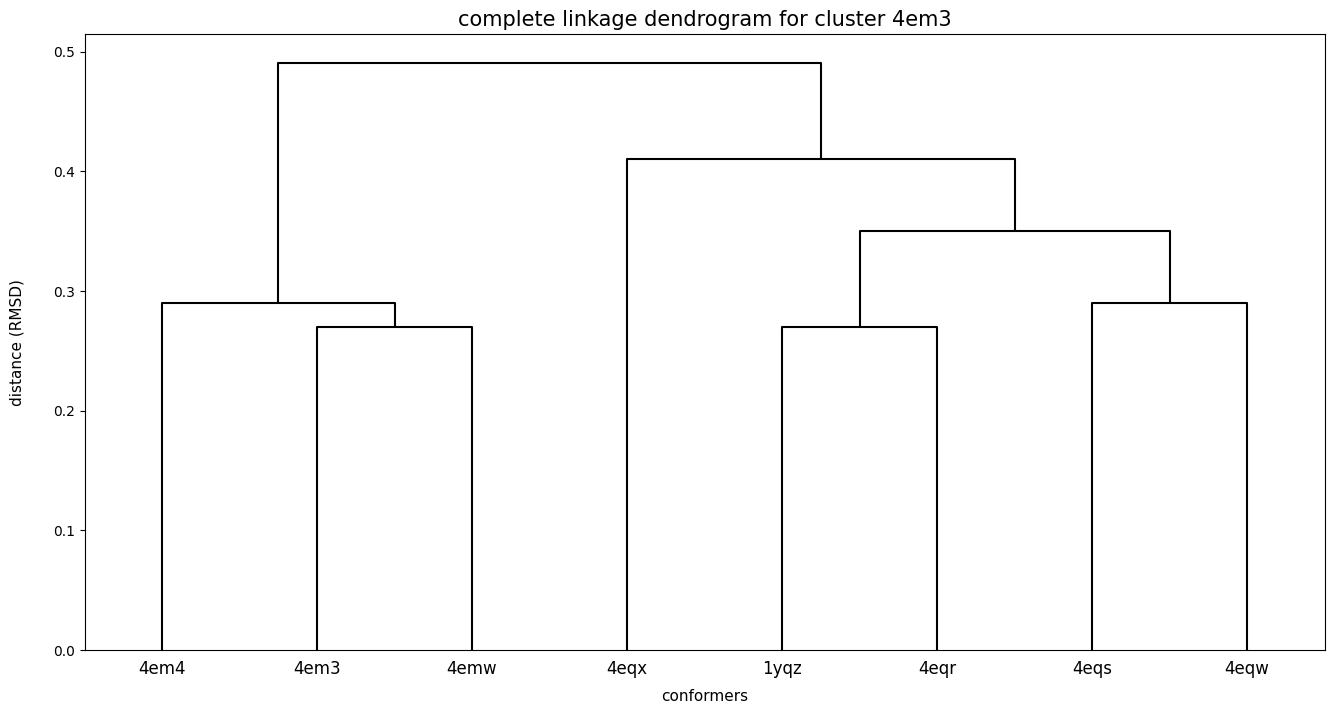 complete linkage dendrogram for cluster 4em3
0.5
0.4
0.3
0.2
0.1
0.0
distance (RMSD)
4em4 4em3 4emw 4eqx 1yqz 4eqr 4eqs 4eqw
conformers